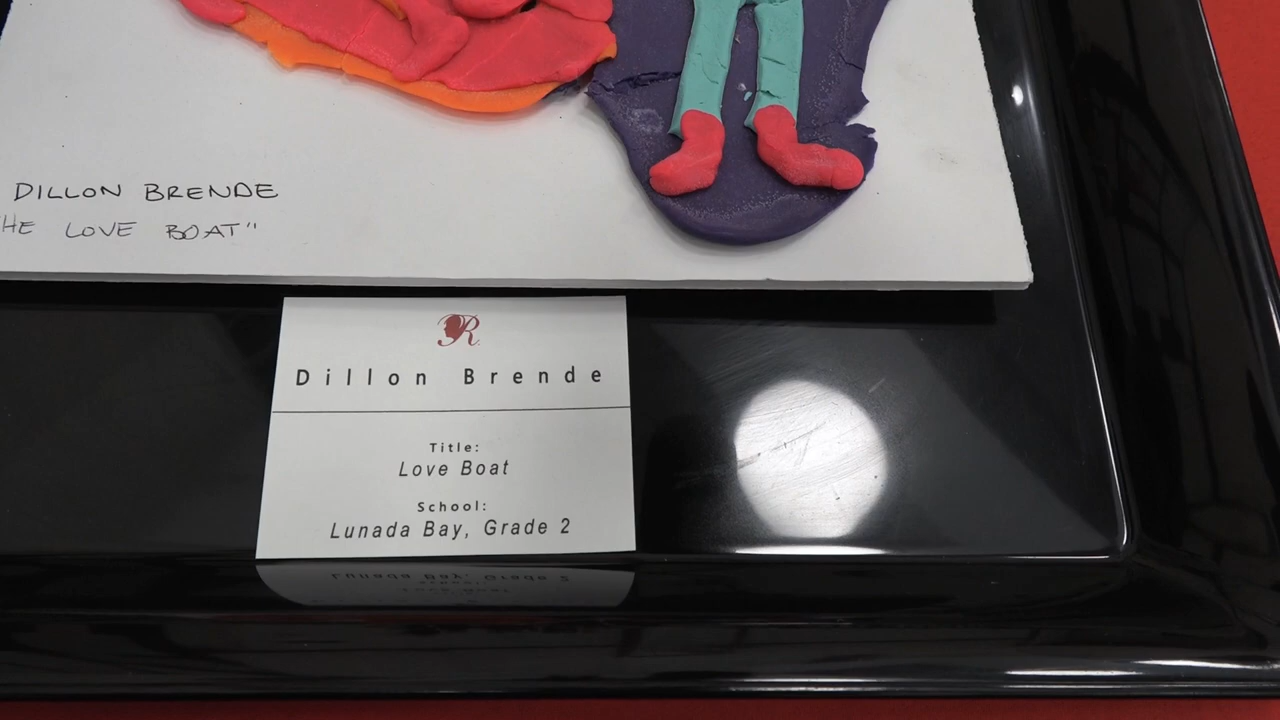 DILLON BRENDE
HE LOVE BOAT"
R
Dillon Brende
Title:
Love Boat
School:
Lunada Bay, Grade 2